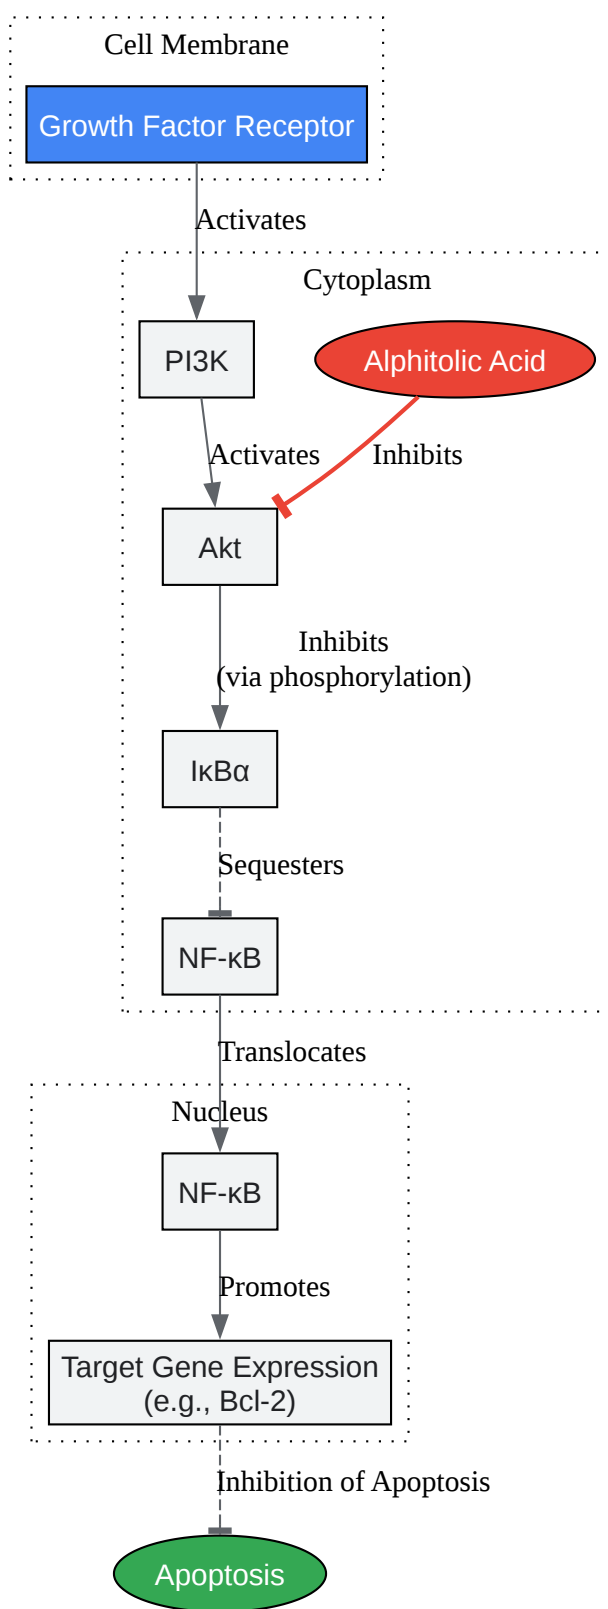 Cell Membrane
Growth Factor Receptor
Activates
Cytoplasm
PI3K
Alphitolic Acid
Activates
Inhibits
Akt
Inhibits
(via phosphorylation)
IκBα
Sequesters
NF-κB
Translocates
Nucleus
NF-κB
Promotes
Target Gene Expression
(e.g., Bcl-2)
Inhibition of Apoptosis
Apoptosis